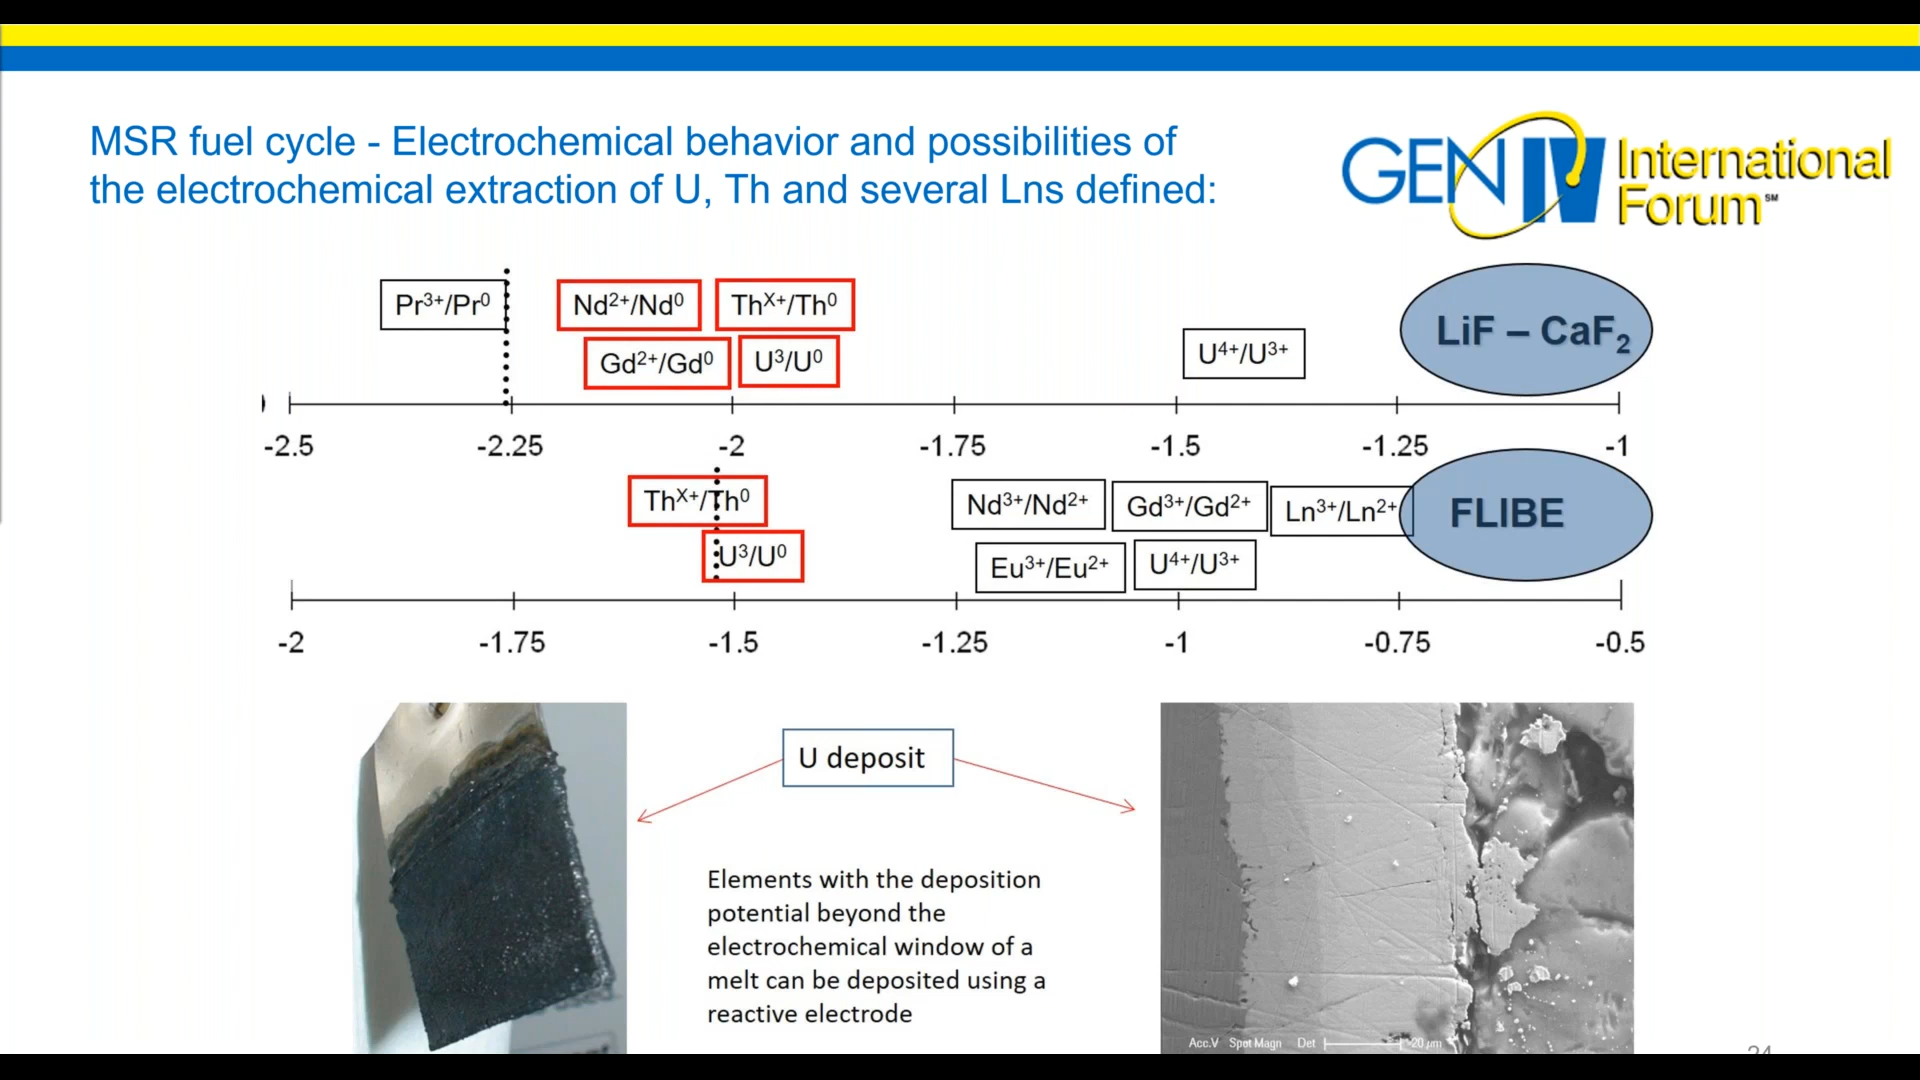 MSR fuel cycle - Electrochemical behavior and possibilities of
the electrochemical extraction of U, Th and several Lns defined:
GEN IV International
Forum℠
Pr³⁺/Pr⁰
Nd²⁺/Nd⁰
Thˣ⁺/Th⁰
Gd²⁺/Gd⁰
U³/U⁰
U⁴⁺/U³⁺
LiF – CaF₂
-2.5 -2.25 -2 -1.75 -1.5 -1.25 -1
Thˣ⁺/Th⁰
U³/U⁰
Nd³⁺/Nd²⁺
Gd³⁺/Gd²⁺
Ln³⁺/Ln²⁺
FLIBE
Eu³⁺/Eu²⁺
U⁴⁺/U³⁺
-2 -1.75 -1.5 -1.25 -1 -0.75 -0.5
U deposit
Elements with the deposition
potential beyond the
electrochemical window of a
melt can be deposited using a
reactive electrode
Acc.V Spot Magn Det 20 µm